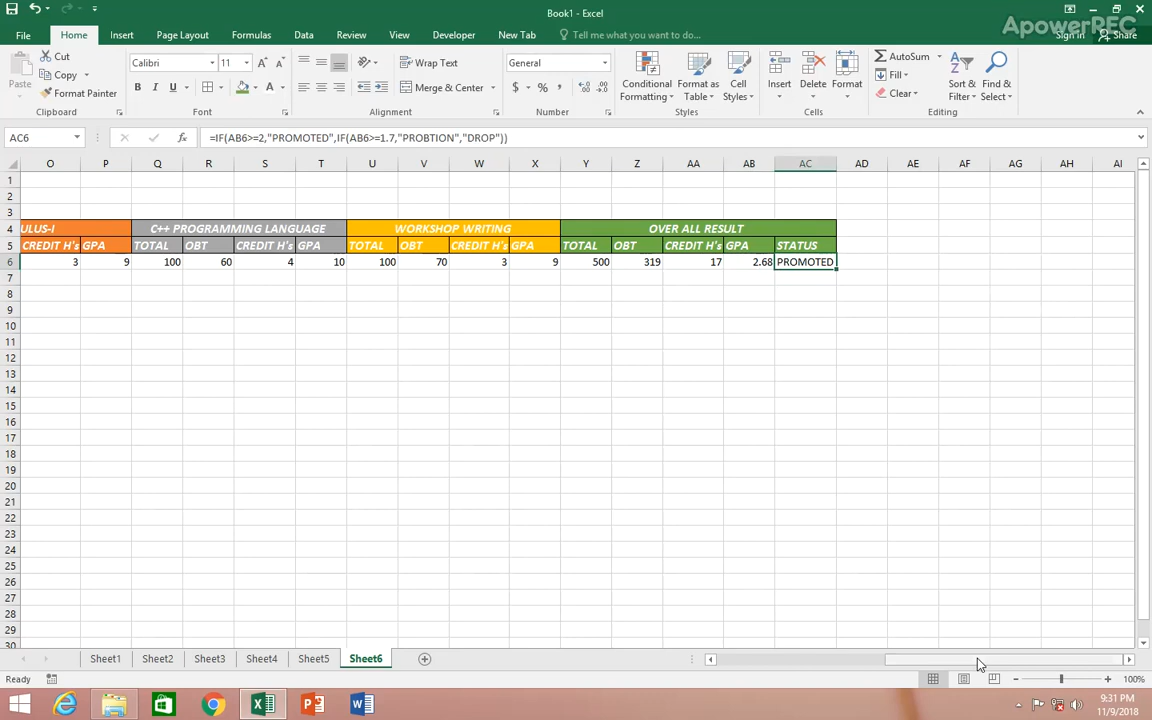 Book1 - Excel
ApowerREC
File Home Insert Page Layout Formulas Data Review View Developer New Tab Tell me what you want to do... Sign in Share
Paste Cut Calibri 11 Wrap Text General AutoSum
Copy Merge & Center Conditional Formatting Format as Table Cell Styles Insert Delete Format Fill Sort & Filter Find & Select
Format Painter Clear
Clipboard Font Alignment Number Styles Cells Editing
AC6 =IF(AB6>=2,"PROMOTED",IF(AB6>=1.7,"PROBTION","DROP"))
O P Q R S T U V W X Y Z AA AB AC AD AE AF AG AH AI
1
2
3
4 ULUS-I C++ PROGRAMMING LANGUAGE WORKSHOP WRITING OVER ALL RESULT
5 CREDIT H's GPA TOTAL OBT CREDIT H's GPA TOTAL OBT CREDIT H's GPA TOTAL OBT CREDIT H's GPA STATUS
6 3 9 100 60 4 10 100 70 3 9 500 319 17 2.68 PROMOTED
7
8
9
10
11
12
13
14
15
16
17
18
19
20
21
22
23
24
25
26
27
28
29
30
Sheet1 Sheet2 Sheet3 Sheet4 Sheet5 Sheet6
Ready 100%
9:31 PM
11/9/2018